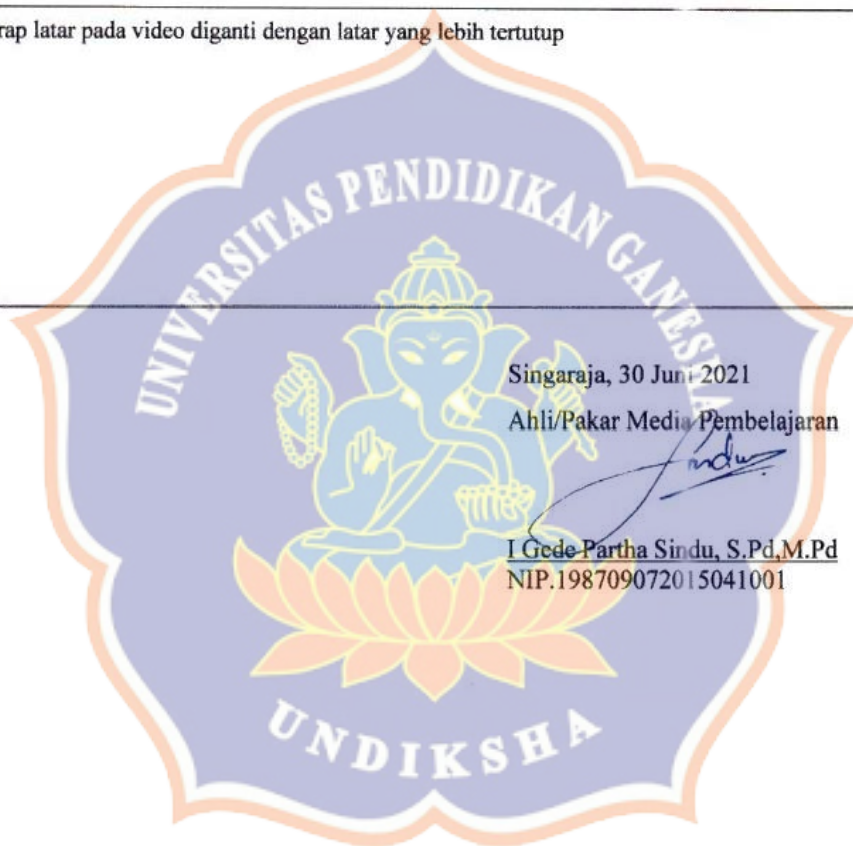 rap latar pada video diganti dengan latar yang lebih tertutup
UNIVERSITAS PENDIDIKAN GANESHA
Singaraja, 30 Juni 2021
Ahli/Pakar Media Pembelajaran
I Gede Partha Sindu, S.Pd,M.Pd
NIP.198709072015041001
UNDIKSHA